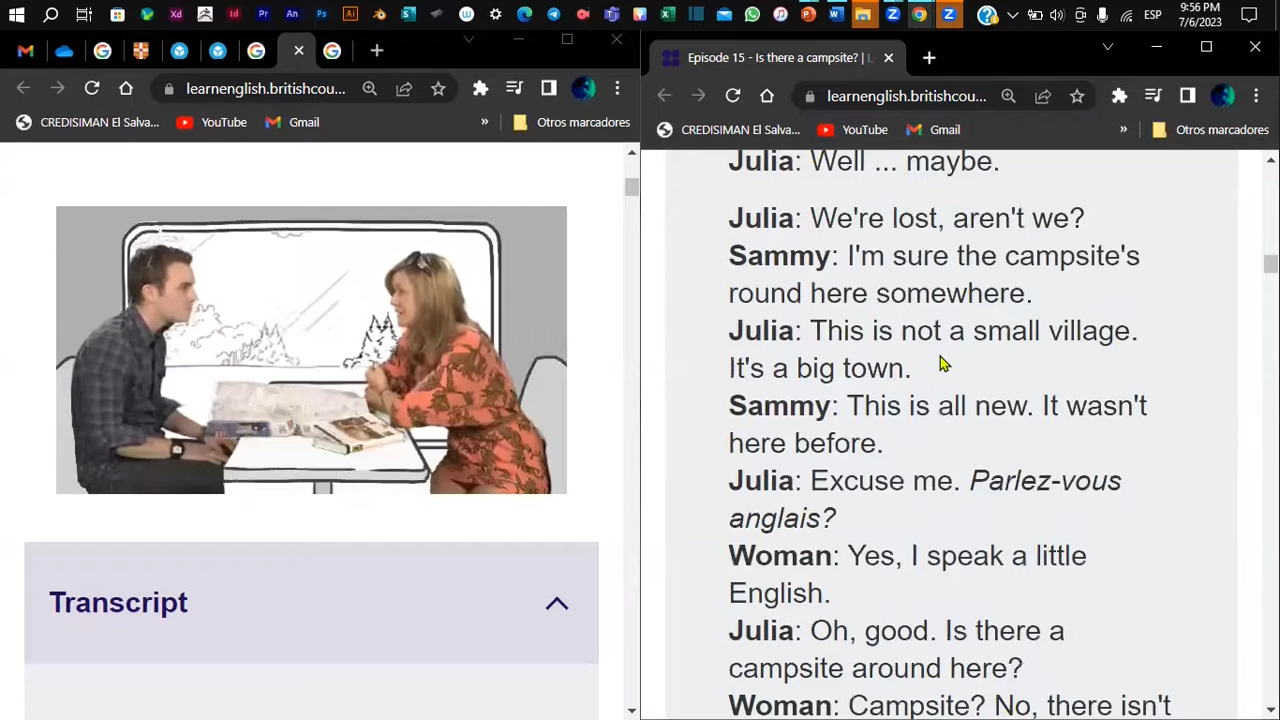 9:56 PM
ESP
7/6/2023
learnenglish.britishcou...
CREDISIMAN El Salva...
YouTube
Gmail
»
Otros marcadores
Transcript
Episode 15 - Is there a campsite? | L
learnenglish.britishcou...
CREDISIMAN El Salva...
YouTube
Gmail
»
Otros marcadores
Julia: Well ... maybe.
Julia: We're lost, aren't we?
Sammy: I'm sure the campsite's
round here somewhere.
Julia: This is not a small village.
It's a big town.
Sammy: This is all new. It wasn't
here before.
Julia: Excuse me. Parlez-vous
anglais?
Woman: Yes, I speak a little
English.
Julia: Oh, good. Is there a
campsite around here?
Woman: Campsite? No, there isn't